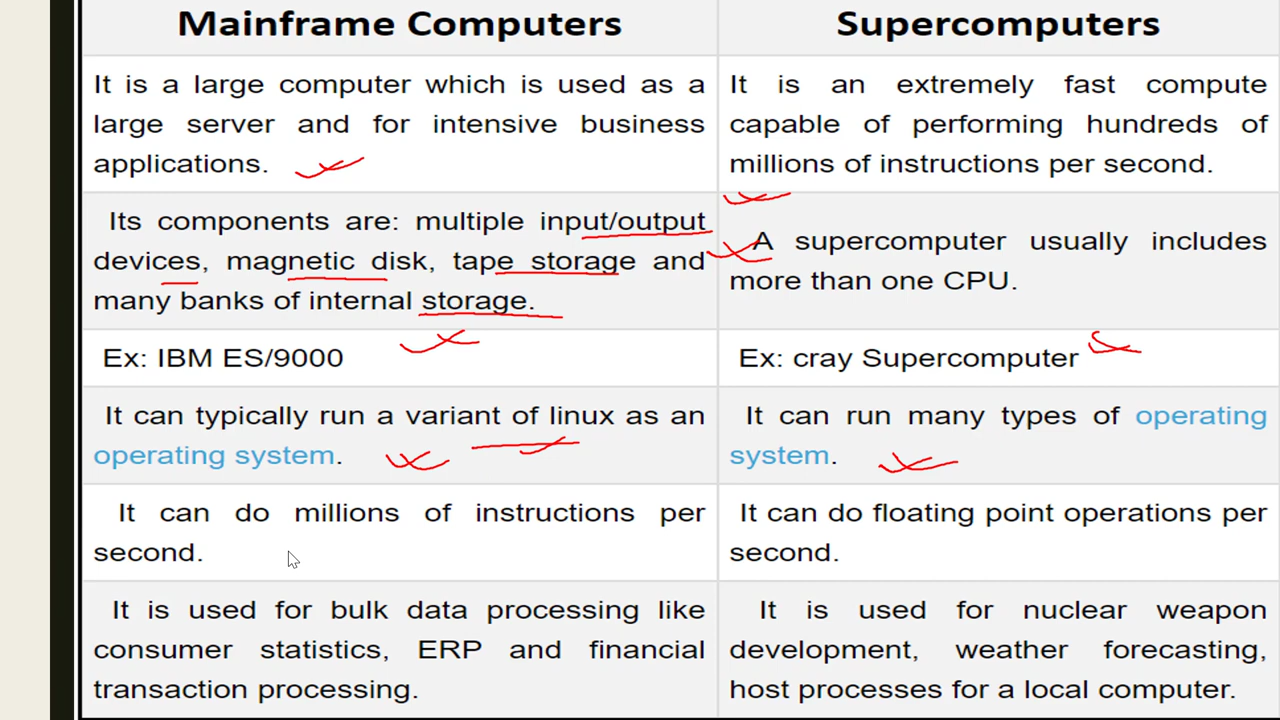 Mainframe Computers
Supercomputers
It is a large computer which is used as a
large server and for intensive business
applications.
It is an extremely fast compute
capable of performing hundreds of
millions of instructions per second.
Its components are: multiple input/output
devices, magnetic disk, tape storage and
many banks of internal storage.
A supercomputer usually includes
more than one CPU.
Ex: IBM ES/9000
Ex: cray Supercomputer
It can typically run a variant of linux as an
operating system.
It can run many types of operating
system.
It can do millions of instructions per
second.
It can do floating point operations per
second.
It is used for bulk data processing like
consumer statistics, ERP and financial
transaction processing.
It is used for nuclear weapon
development, weather forecasting,
host processes for a local computer.